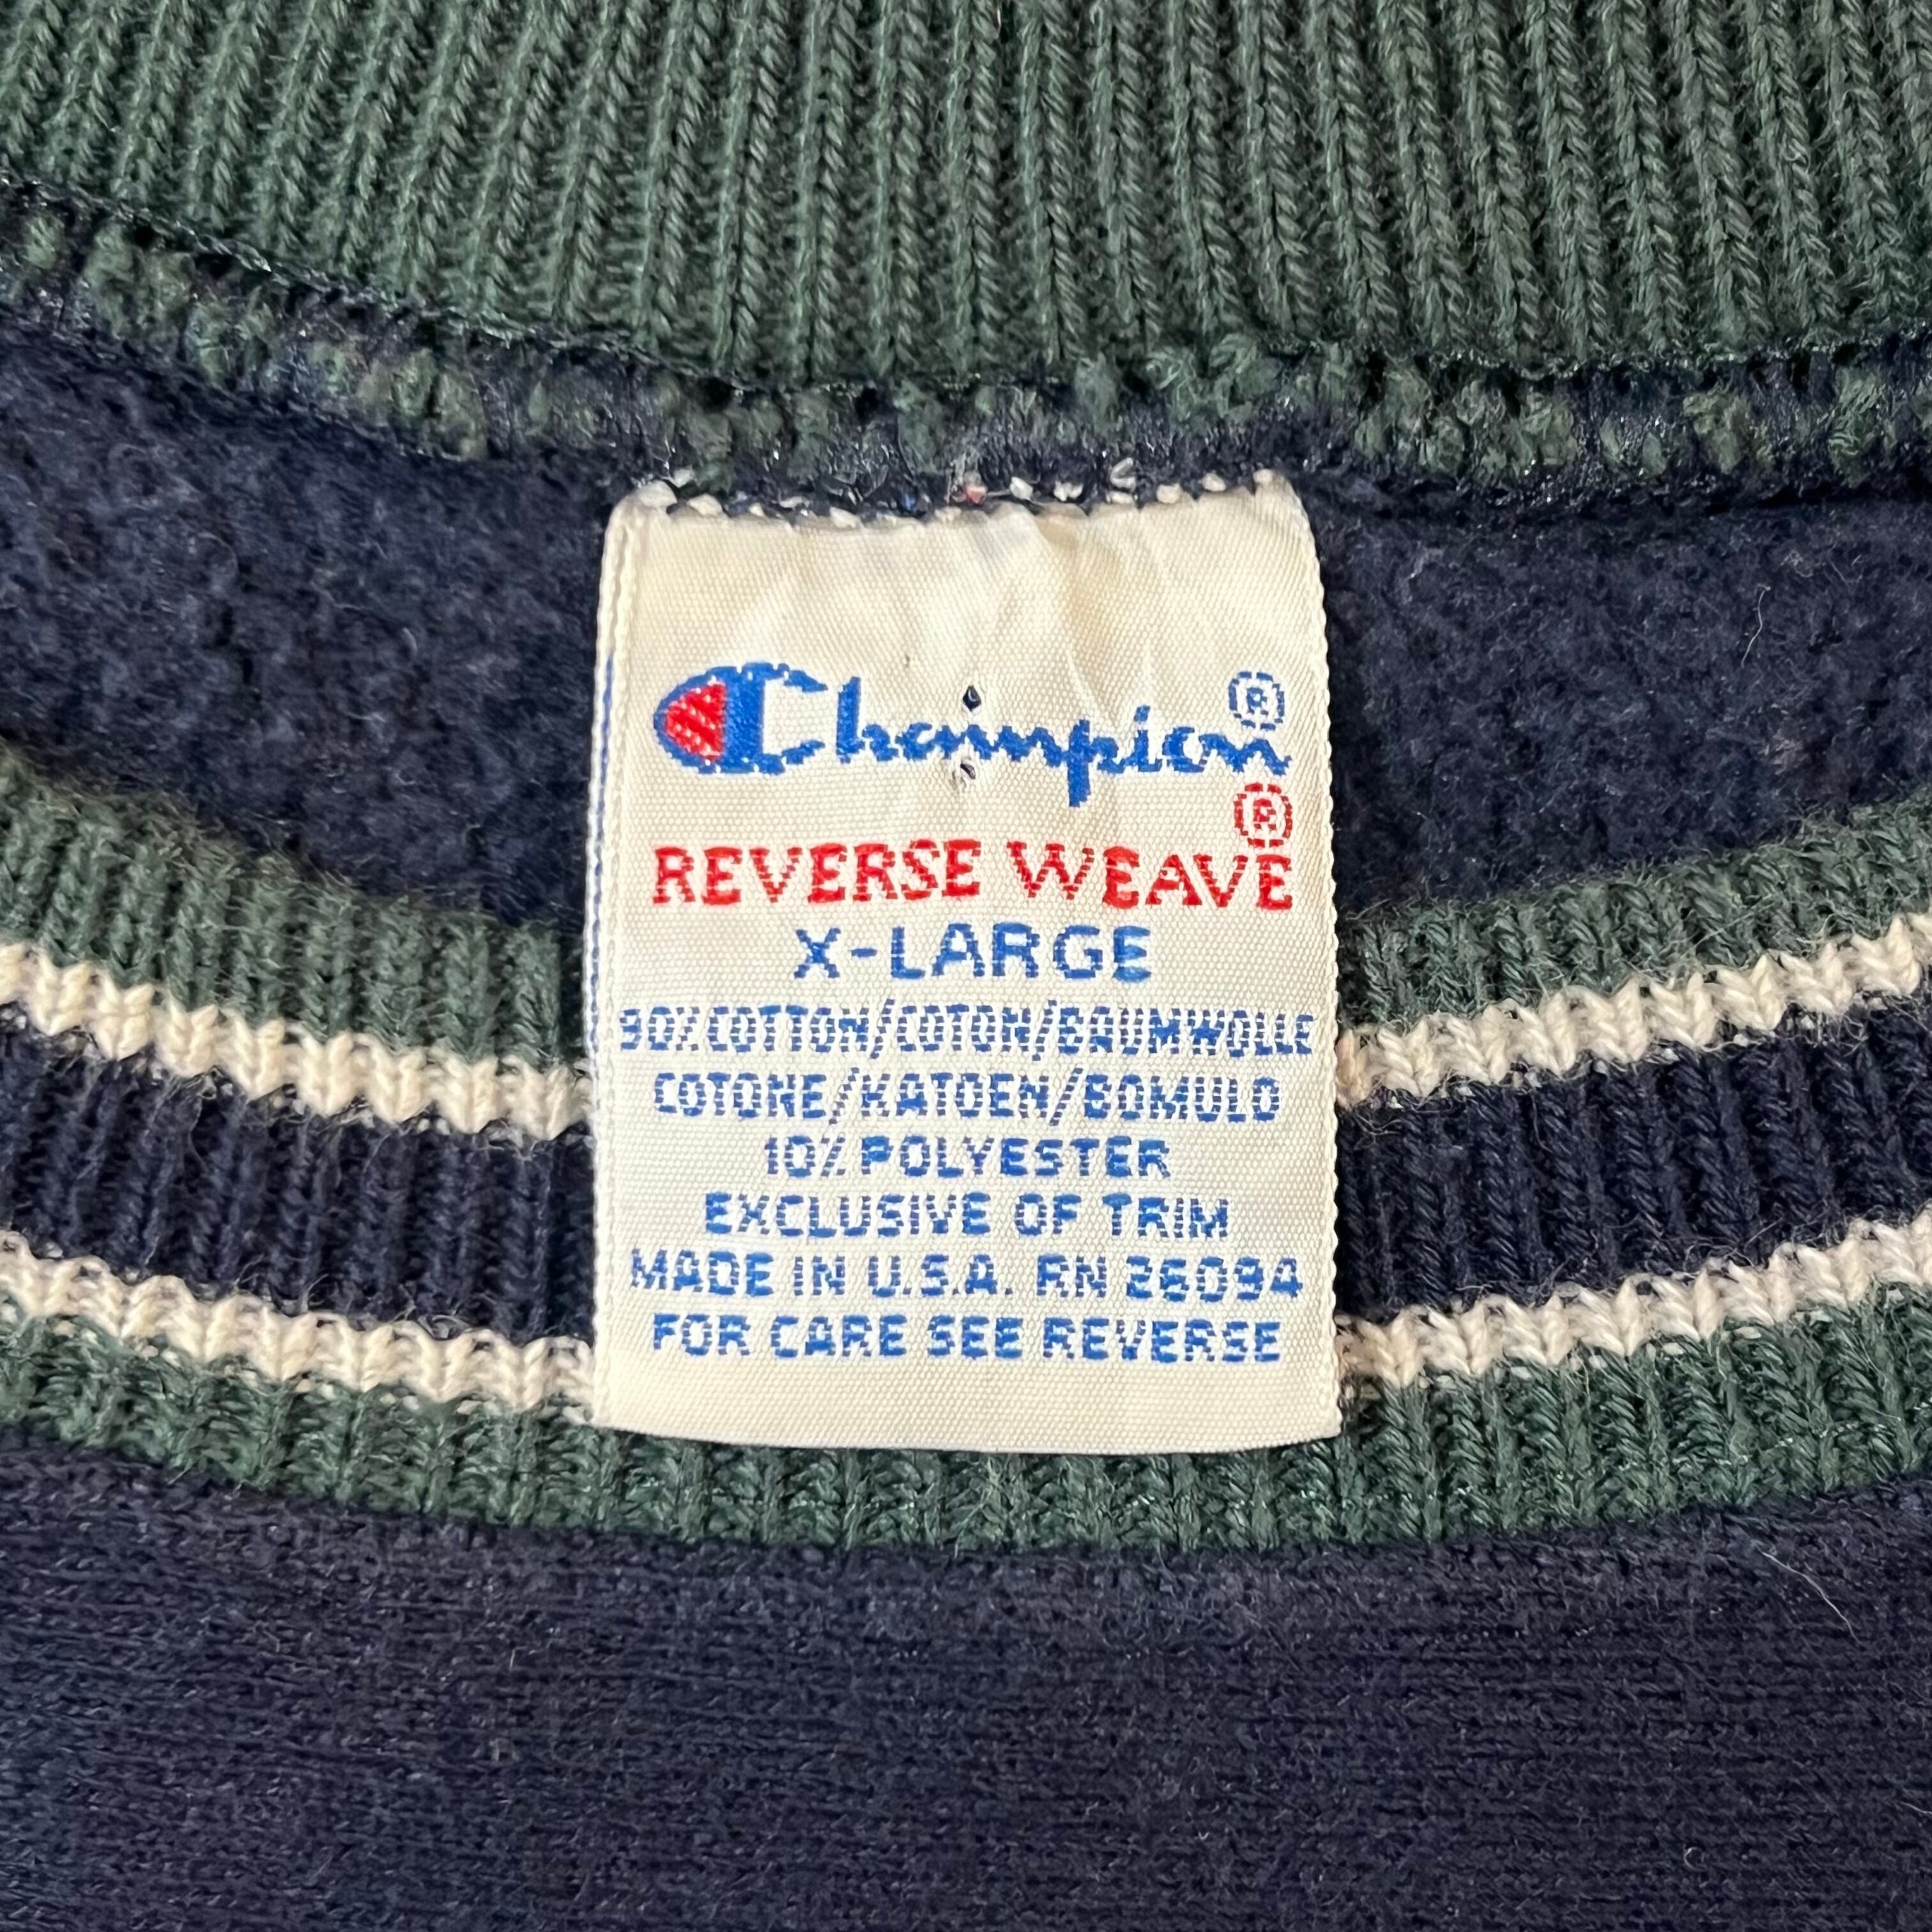 Champion®
REVERSE WEAVE®
X-LARGE
90% COTTON/COTON/BAUMWOLLE
COTONE/KATOEN/BOMULD
10% POLYESTER
EXCLUSIVE OF TRIM
MADE IN U.S.A. RN 26094
FOR CARE SEE REVERSE